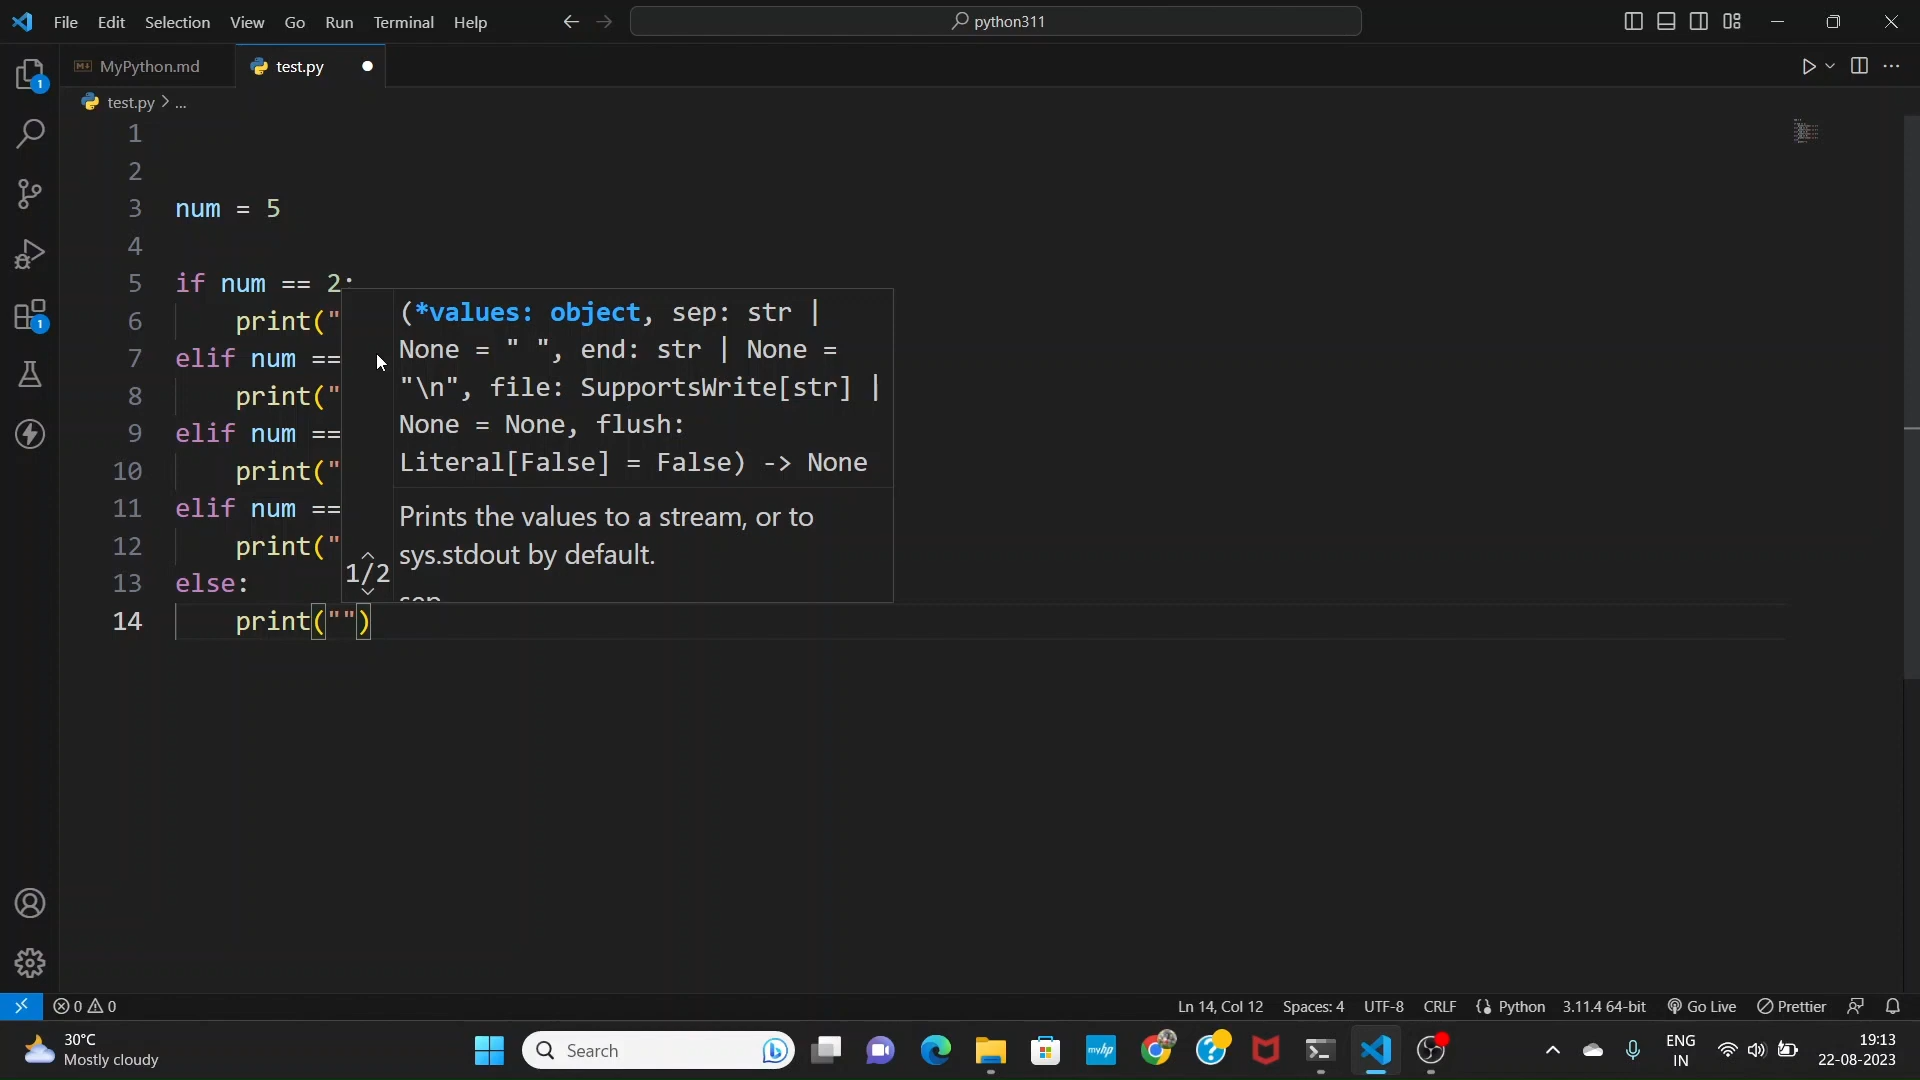 File Edit Selection View Go Run Terminal Help python311
MyPython.md test.py
test.py > ...
1
2
3 num = 5
4
5 if num == 2:
6 print("
7 elif num ==
8 print("
9 elif num ==
10 print("
11 elif num ==
12 print("
13 else:
14 print("")
(*values: object, sep: str |
None = " ", end: str | None =
"\n", file: SupportsWrite[str] |
None = None, flush:
Literal[False] = False) -> None
Prints the values to a stream, or to
sys.stdout by default.
1/2
sep
1
1
0 0 Ln 14, Col 12 Spaces: 4 UTF-8 CRLF Python 3.11.4 64-bit Go Live Prettier
30°C
Mostly cloudy
Search
myhp
ENG
IN
19:13
22-08-2023